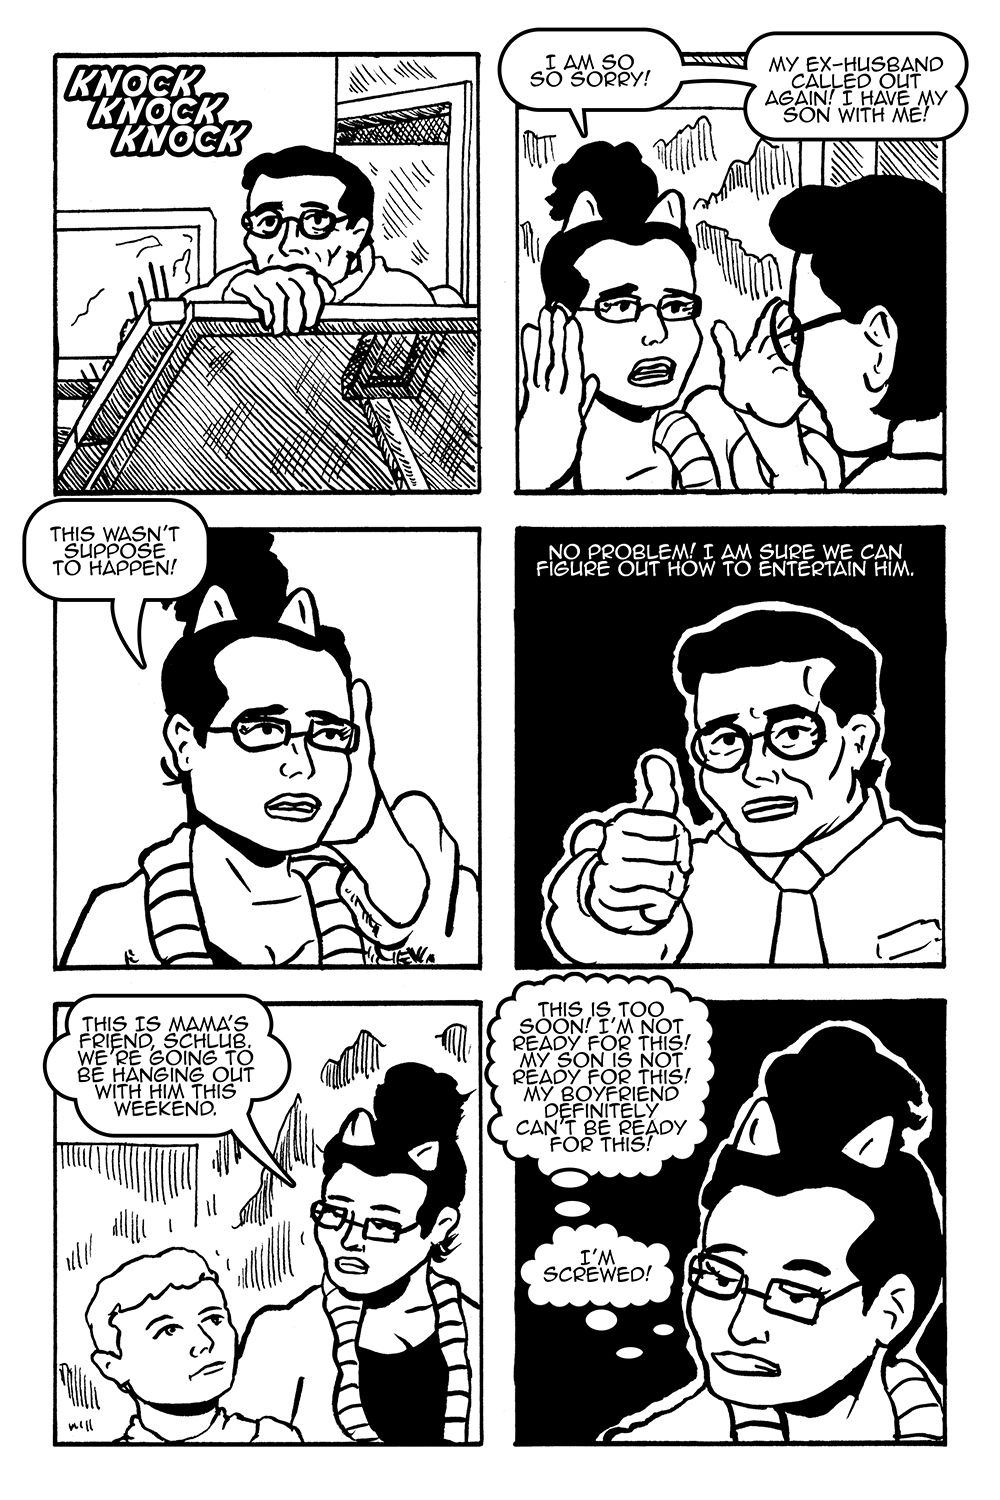 KNOCK
KNOCK
KNOCK
I AM SO
SO SORRY!
MY EX-HUSBAND
CALLED OUT
AGAIN! I HAVE MY
SON WITH ME!
THIS WASN'T
SUPPOSE
TO HAPPEN!
NO PROBLEM! I AM SURE WE CAN
FIGURE OUT HOW TO ENTERTAIN HIM.
THIS IS MAMA'S
FRIEND, SCHLUB.
WE'RE GOING TO
BE HANGING OUT
WITH HIM THIS
WEEKEND.
THIS IS TOO
SOON! I'M NOT
READY FOR THIS!
MY SON IS NOT
READY FOR THIS!
MY BOYFRIEND
DEFINITELY
CAN'T BE READY
FOR THIS!
I'M
SCREWED!